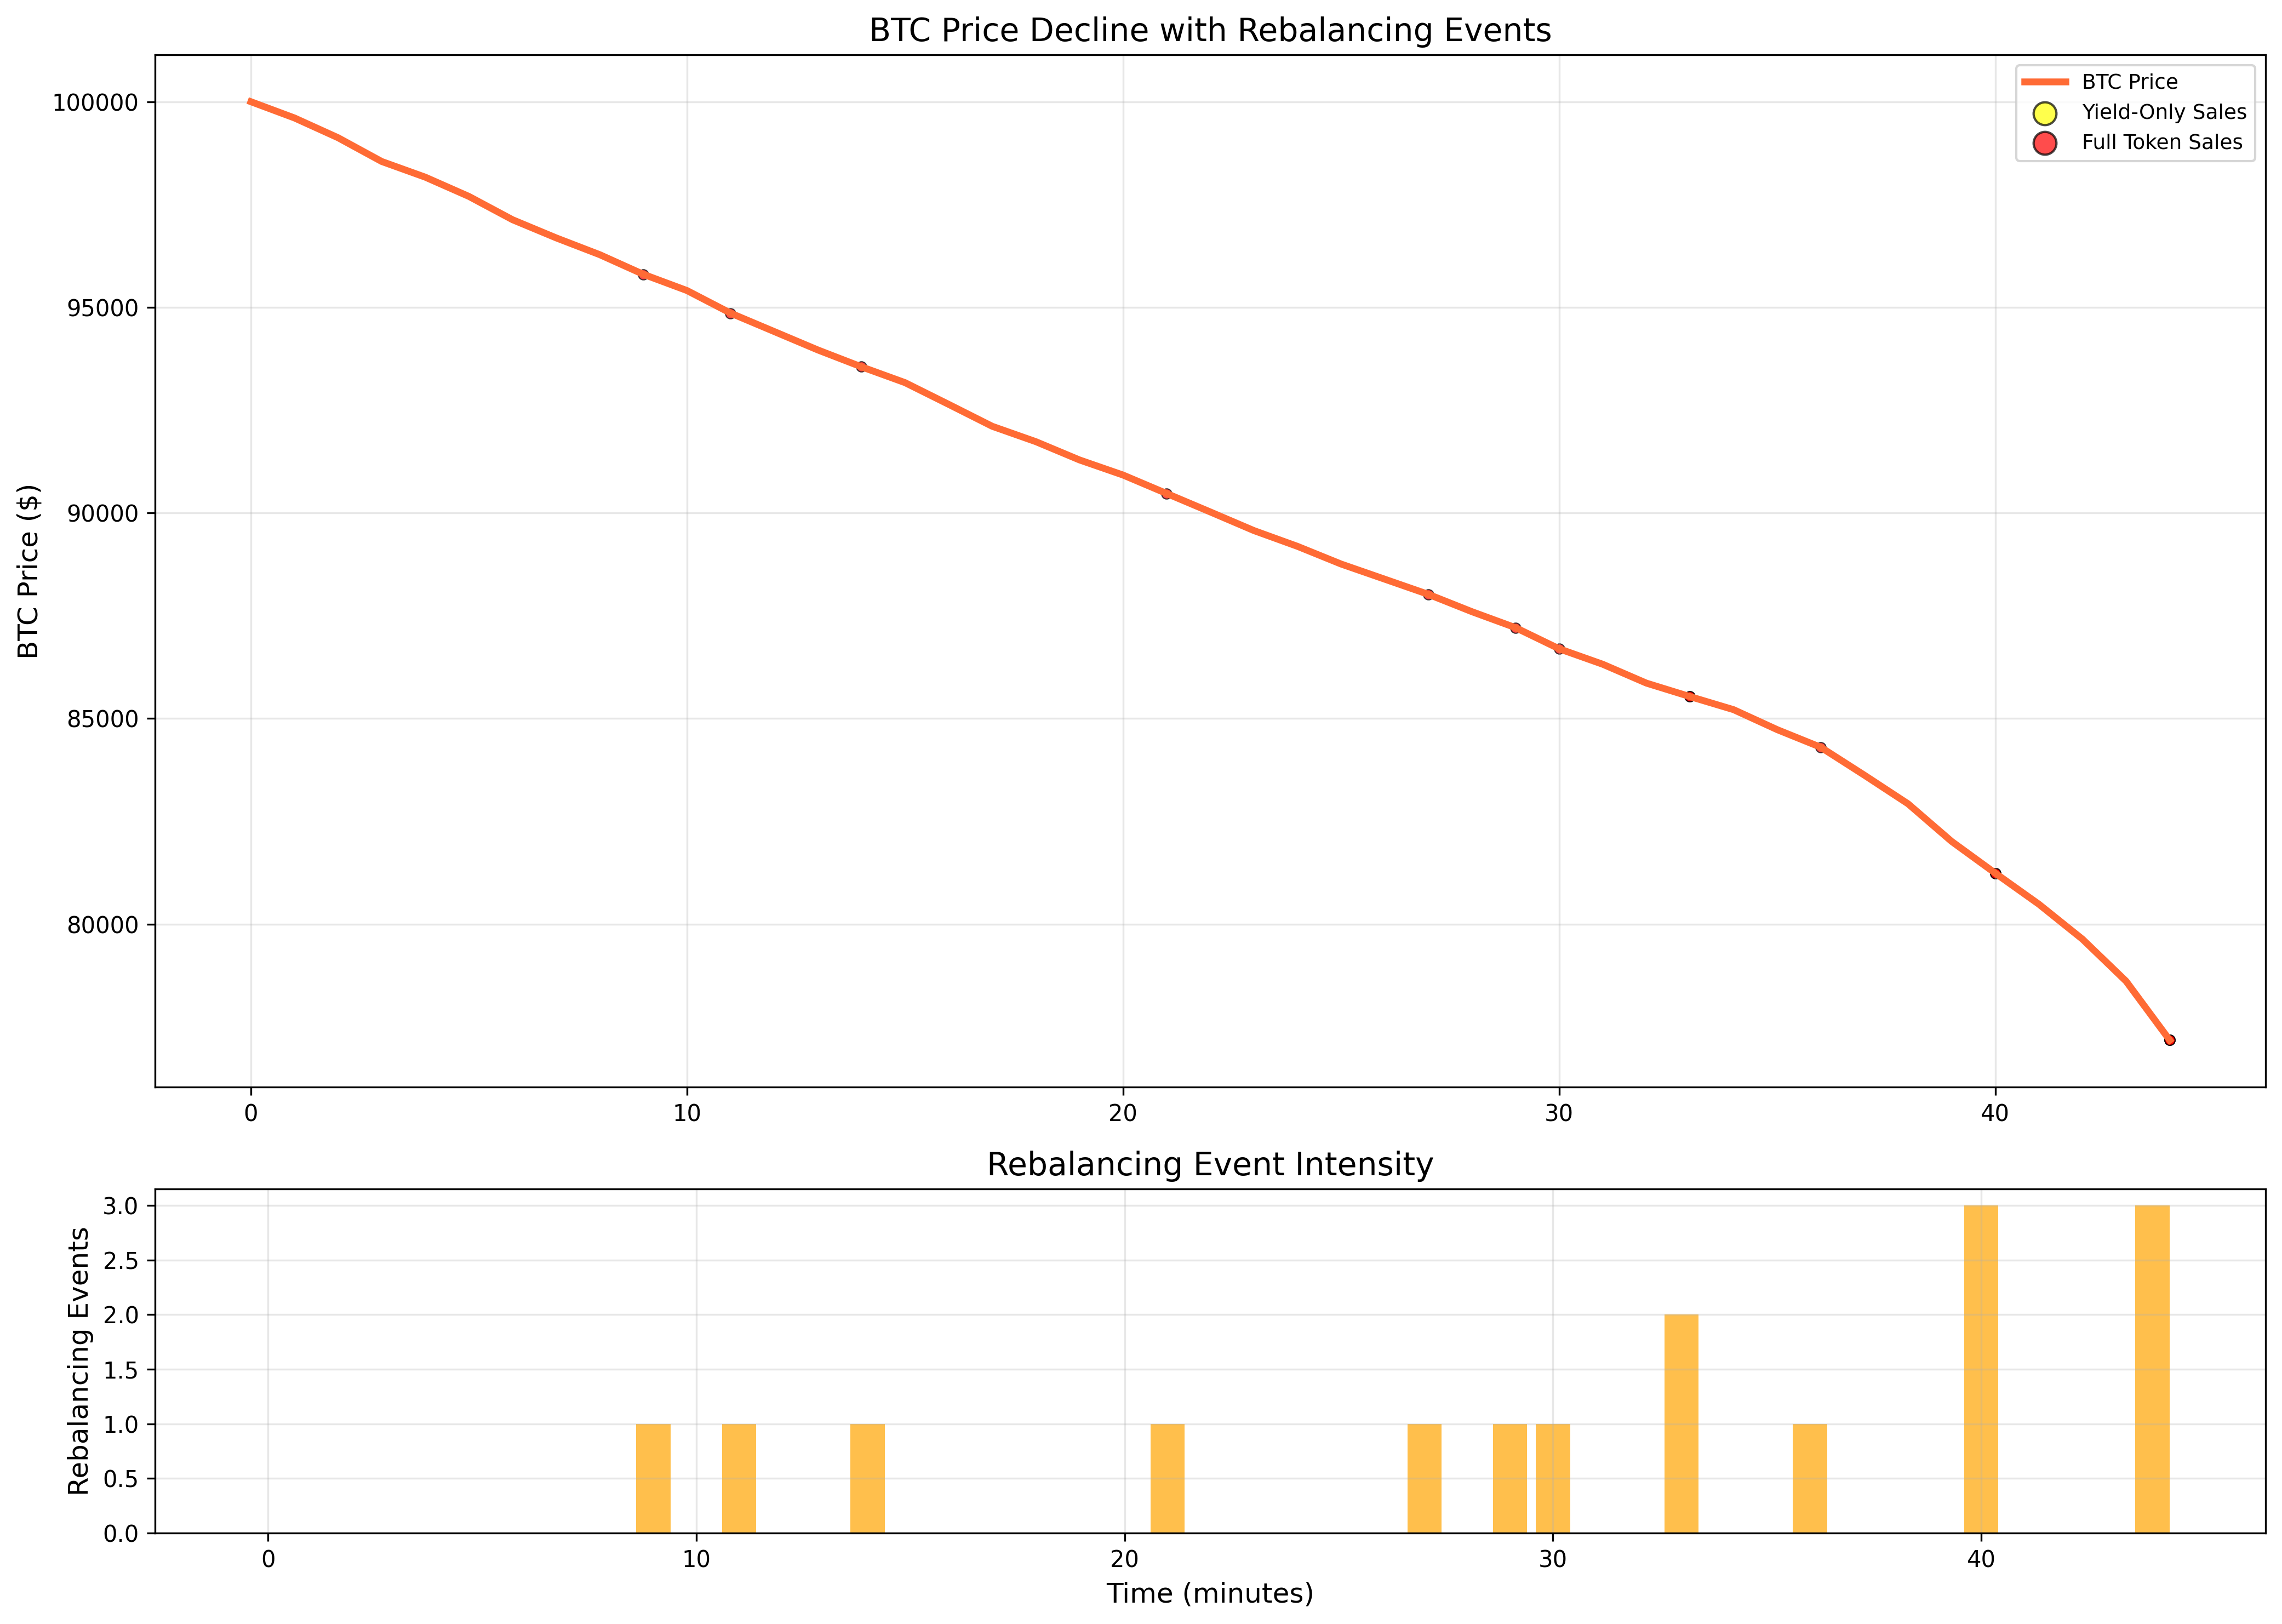 BTC Price Decline with Rebalancing Events
BTC Price
Yield-Only Sales
Full Token Sales
BTC Price ($)
100000
95000
90000
85000
80000
0 10 20 30 40
Rebalancing Event Intensity
Rebalancing Events
3.0
2.5
2.0
1.5
1.0
0.5
0.0
0 10 20 30 40
Time (minutes)